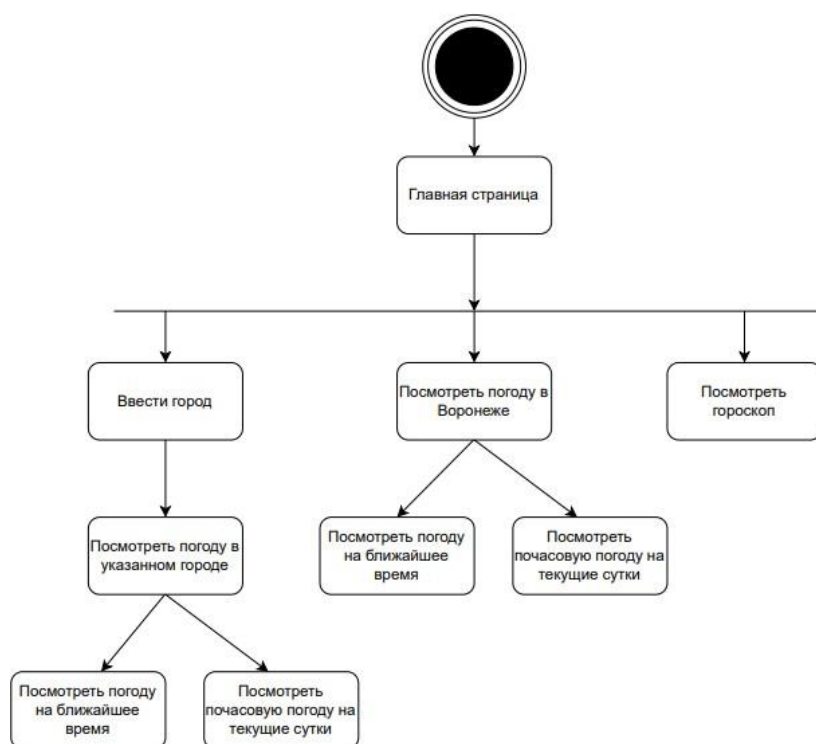 Главная страница
Ввести город
Посмотреть погоду в
Воронеже
Посмотреть
гороскоп
Посмотреть погоду в
указанном городе
Посмотреть погоду
на ближайшее
время
Посмотреть
почасовую погоду на
текущие сутки
Посмотреть погоду
на ближайшее
время
Посмотреть
почасовую погоду на
текущие сутки